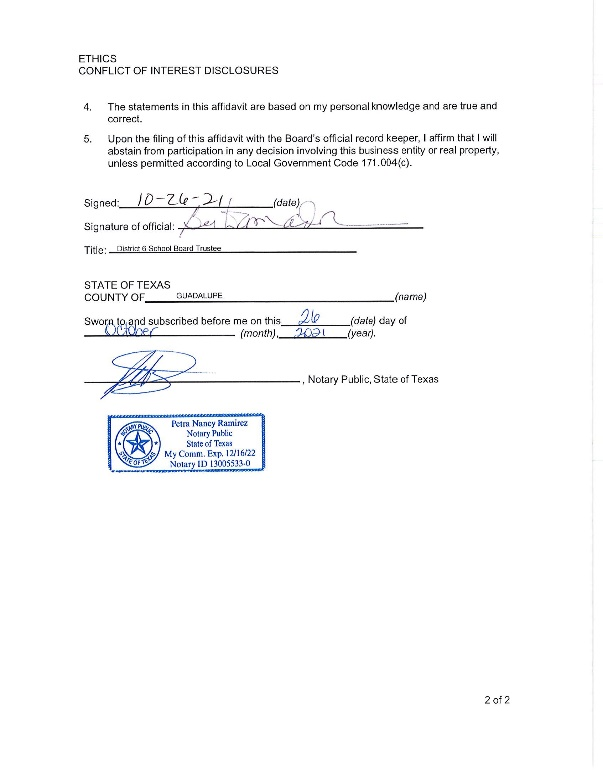 ETHICS
CONFLICT OF INTEREST DISCLOSURES
4. The statements in this affidavit are based on my personal knowledge and are true and
correct.
5. Upon the filing of this affidavit with the Board's official record keeper, I affirm that I will
abstain from participation in any decision involving this business entity or real property,
unless permitted according to Local Government Code 171.004(c).
Signed: 10-26-21 (date)
Signature of official:
Title: District 6 School Board Trustee
STATE OF TEXAS
COUNTY OF GUADALUPE (name)
Sworn to and subscribed before me on this 26 (date) day of
October (month), 2021 (year).
, Notary Public, State of Texas
NOTARY PUBLIC
STATE OF TEXAS
Petra Nancy Ramirez
Notary Public
State of Texas
My Comm. Exp. 12/16/22
Notary ID 13005533-0
2 of 2